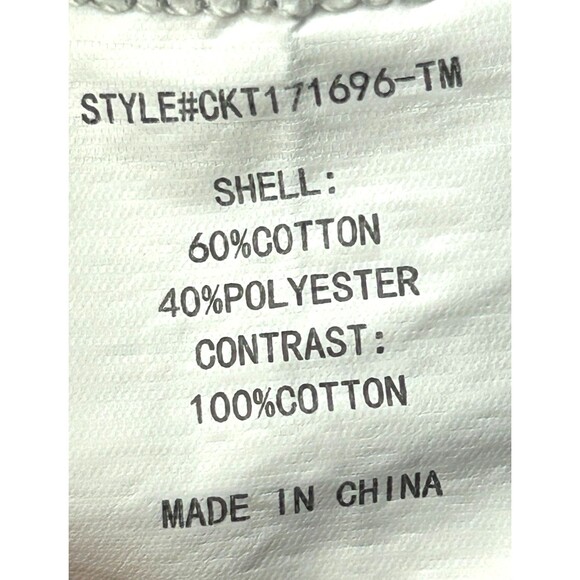 STYLE#CKT171696-TM
SHELL:
60%COTTON
40%POLYESTER
CONTRAST:
100%COTTON
MADE IN CHINA